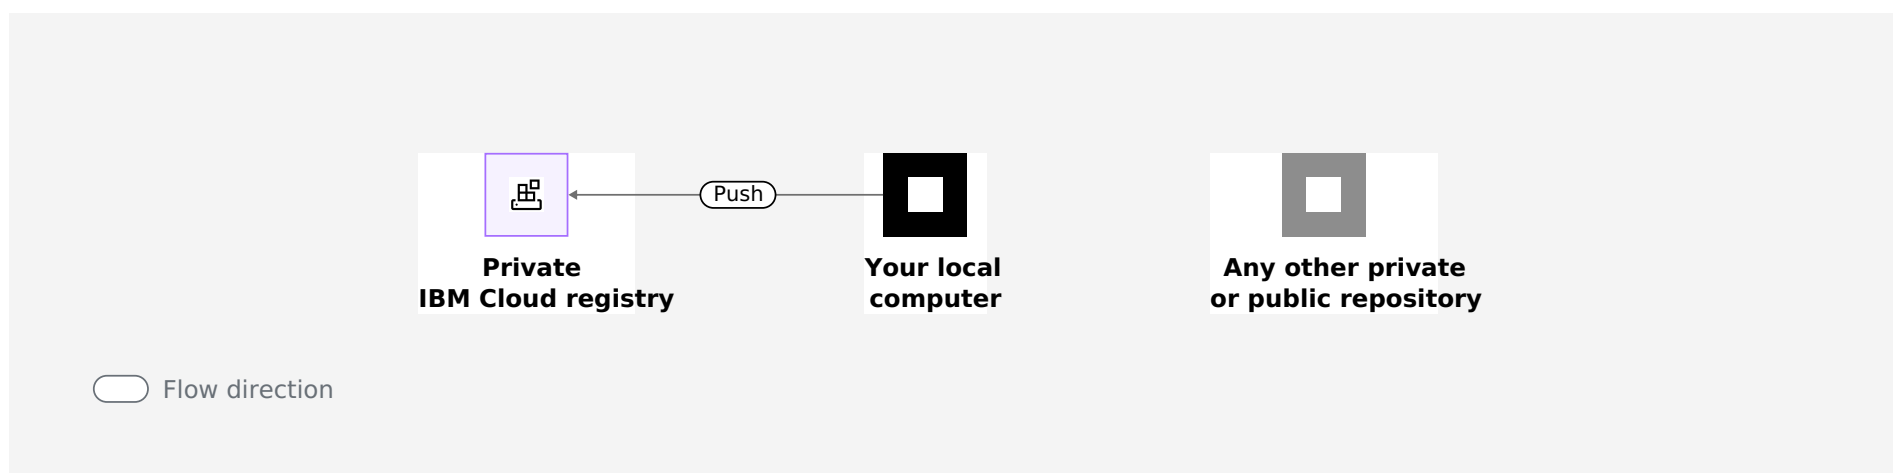 Push
Private
IBM Cloud registry
Your local
computer
Any other private
or public repository
Flow direction